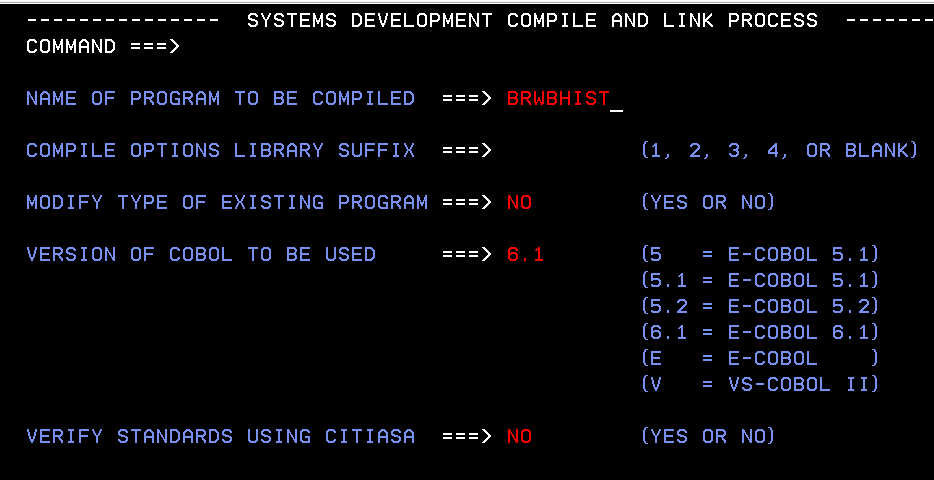 --------------- SYSTEMS DEVELOPMENT COMPILE AND LINK PROCESS -------
COMMAND ===>
NAME OF PROGRAM TO BE COMPILED ===> BRWBHIST_
COMPILE OPTIONS LIBRARY SUFFIX ===> (1, 2, 3, 4, OR BLANK)
MODIFY TYPE OF EXISTING PROGRAM ===> NO (YES OR NO)
VERSION OF COBOL TO BE USED ===> 6.1 (5 = E-COBOL 5.1)
(5.1 = E-COBOL 5.1)
(5.2 = E-COBOL 5.2)
(6.1 = E-COBOL 6.1)
(E = E-COBOL )
(V = VS-COBOL II)
VERIFY STANDARDS USING CITIASA ===> NO (YES OR NO)